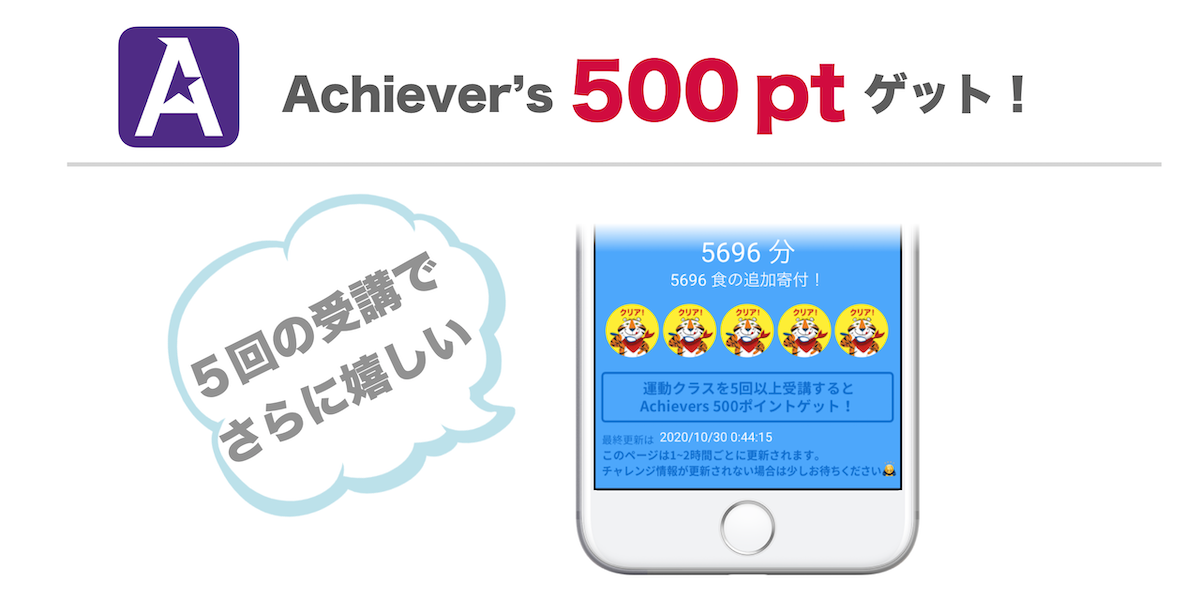 Achiever’s 500 pt ゲット！
5回の受講で
さらに嬉しい
5696 分
5696 食の追加寄付！
クリア! クリア! クリア! クリア! クリア!
運動クラスを5回以上受講すると
Achievers 500ポイントゲット！
最終更新は 2020/10/30 0:44:15
このページは1~2時間ごとに更新されます。
チャレンジ情報が更新されない場合は少しお待ちください🙇